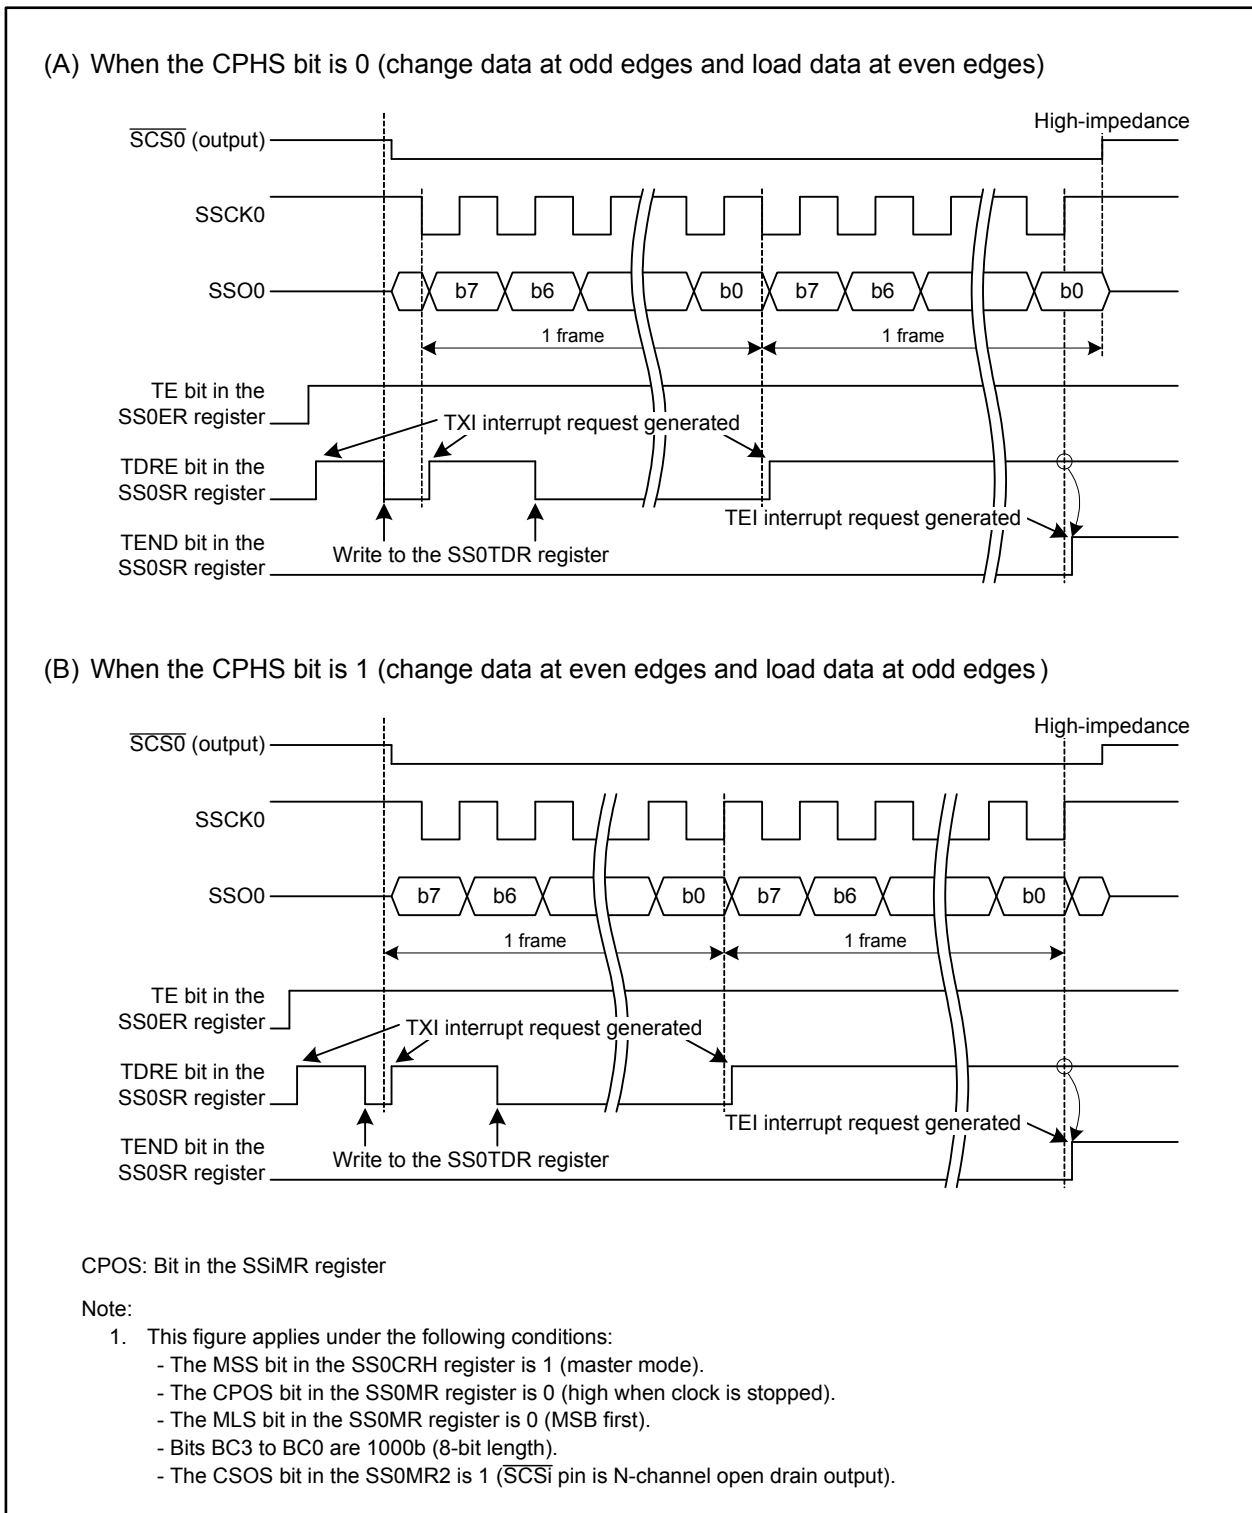 (A) When the CPHS bit is 0 (change data at odd edges and load data at even edges)
High-impedance
SCS0 (output)
SSCK0
SSO0
b7 b6 b0 b7 b6 b0
1 frame 1 frame
TE bit in the
SS0ER register
TXI interrupt request generated
TDRE bit in the
SS0SR register
TEI interrupt request generated
TEND bit in the
SS0SR register
Write to the SS0TDR register
(B) When the CPHS bit is 1 (change data at even edges and load data at odd edges)
High-impedance
SCS0 (output)
SSCK0
SSO0
b7 b6 b0 b7 b6 b0
1 frame 1 frame
TE bit in the
SS0ER register
TXI interrupt request generated
TDRE bit in the
SS0SR register
TEI interrupt request generated
TEND bit in the
SS0SR register
Write to the SS0TDR register
CPOS: Bit in the SSiMR register
Note:
1. This figure applies under the following conditions:
- The MSS bit in the SS0CRH register is 1 (master mode).
- The CPOS bit in the SS0MR register is 0 (high when clock is stopped).
- The MLS bit in the SS0MR register is 0 (MSB first).
- Bits BC3 to BC0 are 1000b (8-bit length).
- The CSOS bit in the SS0MR2 is 1 (SCSi pin is N-channel open drain output).